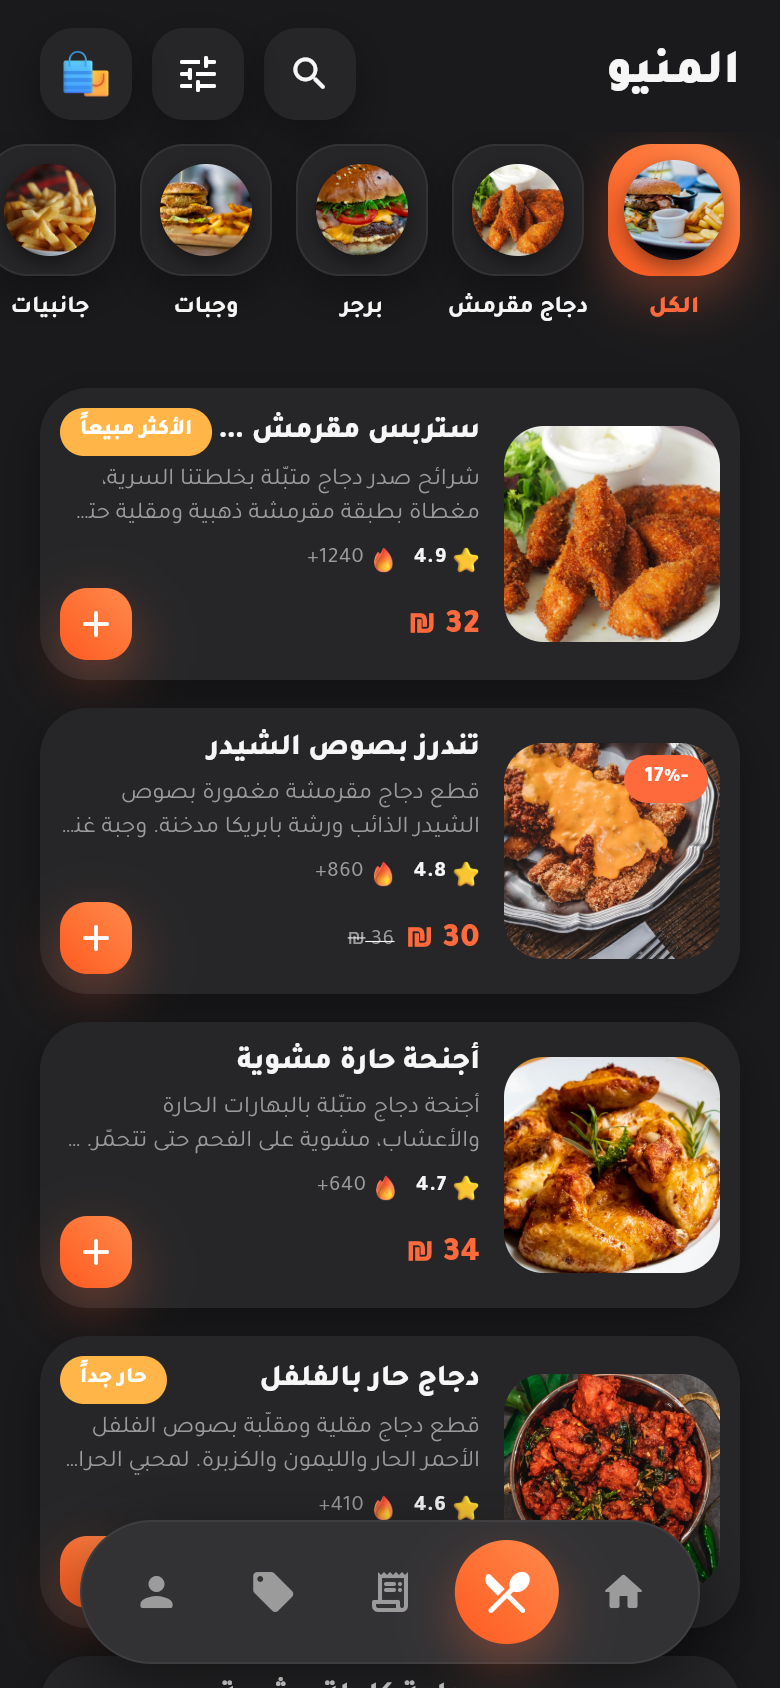 المنيو
الكل
دجاج مقرمش
برجر
وجبات
جانبيات
ستربس مقرمش ...
الأكثر مبيعاً
شرائح صدر دجاج متبّلة بخلطتنا السرية،
مغطاة بطبقة مقرمشة ذهبية ومقلية حتـ...
4.9 1240+
32 ₪
-17%
تندرز بصوص الشيدر
قطع دجاج مقرمشة مغمورة بصوص
الشيدر الذائب ورشة بابريكا مدخنة. وجبة غنـ...
4.8 860+
30 ₪ 36 ₪
أجنحة حارة مشوية
أجنحة دجاج متبّلة بالبهارات الحارة
والأعشاب، مشوية على الفحم حتى تتحمّر. ...
4.7 640+
34 ₪
دجاج حار بالفلفل
حار جداً
قطع دجاج مقلية ومقلّبة بصوص الفلفل
الأحمر الحار والليمون والكزبرة. لمحبي الحرا...
4.6 410+